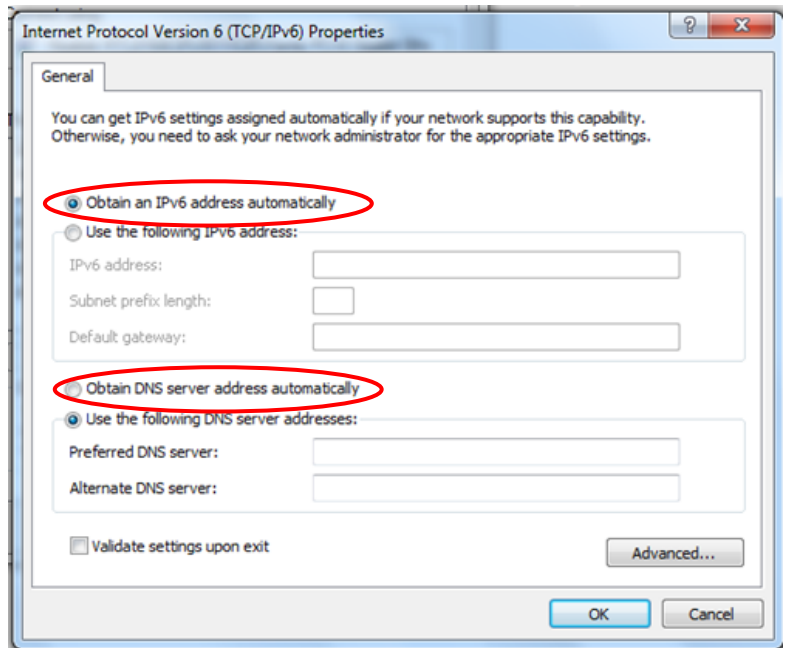 Internet Protocol Version 6 (TCP/IPv6) Properties
General
You can get IPv6 settings assigned automatically if your network supports this capability.
Otherwise, you need to ask your network administrator for the appropriate IPv6 settings.
Obtain an IPv6 address automatically
Use the following IPv6 address:
IPv6 address:
Subnet prefix length:
Default gateway:
Obtain DNS server address automatically
Use the following DNS server addresses:
Preferred DNS server:
Alternate DNS server:
Validate settings upon exit
Advanced...
OK Cancel